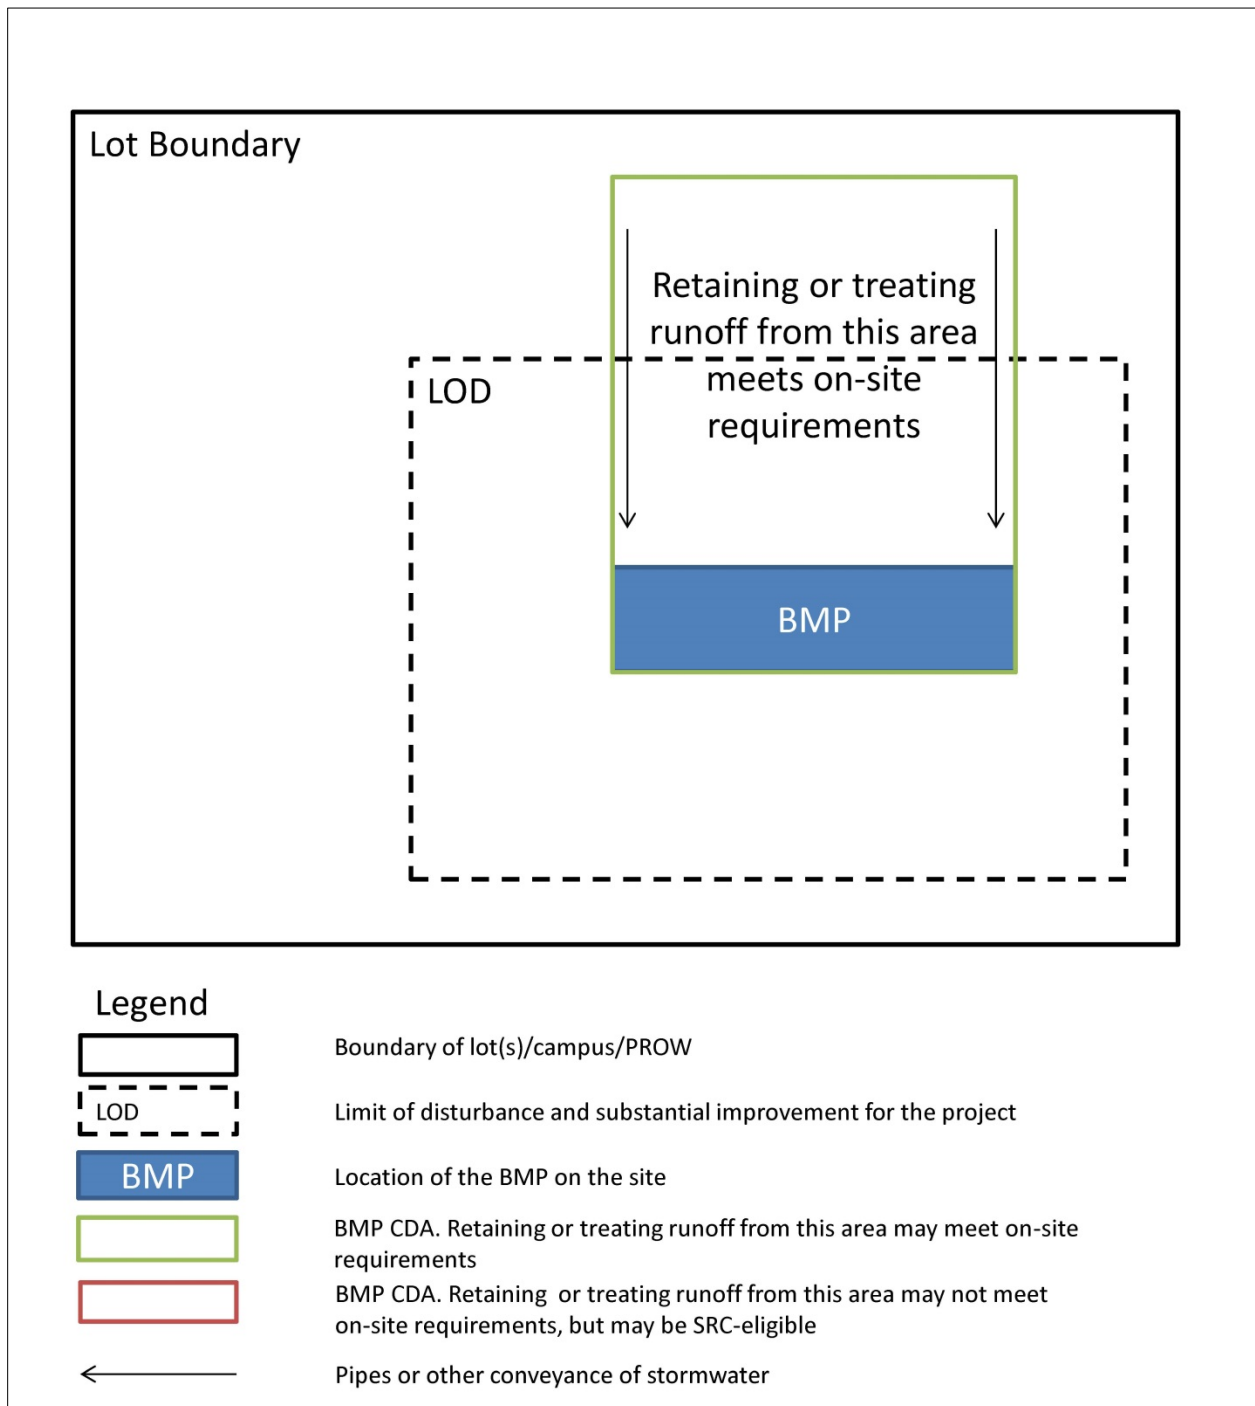 Lot Boundary
Retaining or treating
runoff from this area
meets on-site
requirements
LOD
BMP
Legend
Boundary of lot(s)/campus/PROW
LOD
Limit of disturbance and substantial improvement for the project
BMP
Location of the BMP on the site
BMP CDA. Retaining or treating runoff from this area may meet on-site
requirements
BMP CDA. Retaining or treating runoff from this area may not meet
on-site requirements, but may be SRC-eligible
Pipes or other conveyance of stormwater